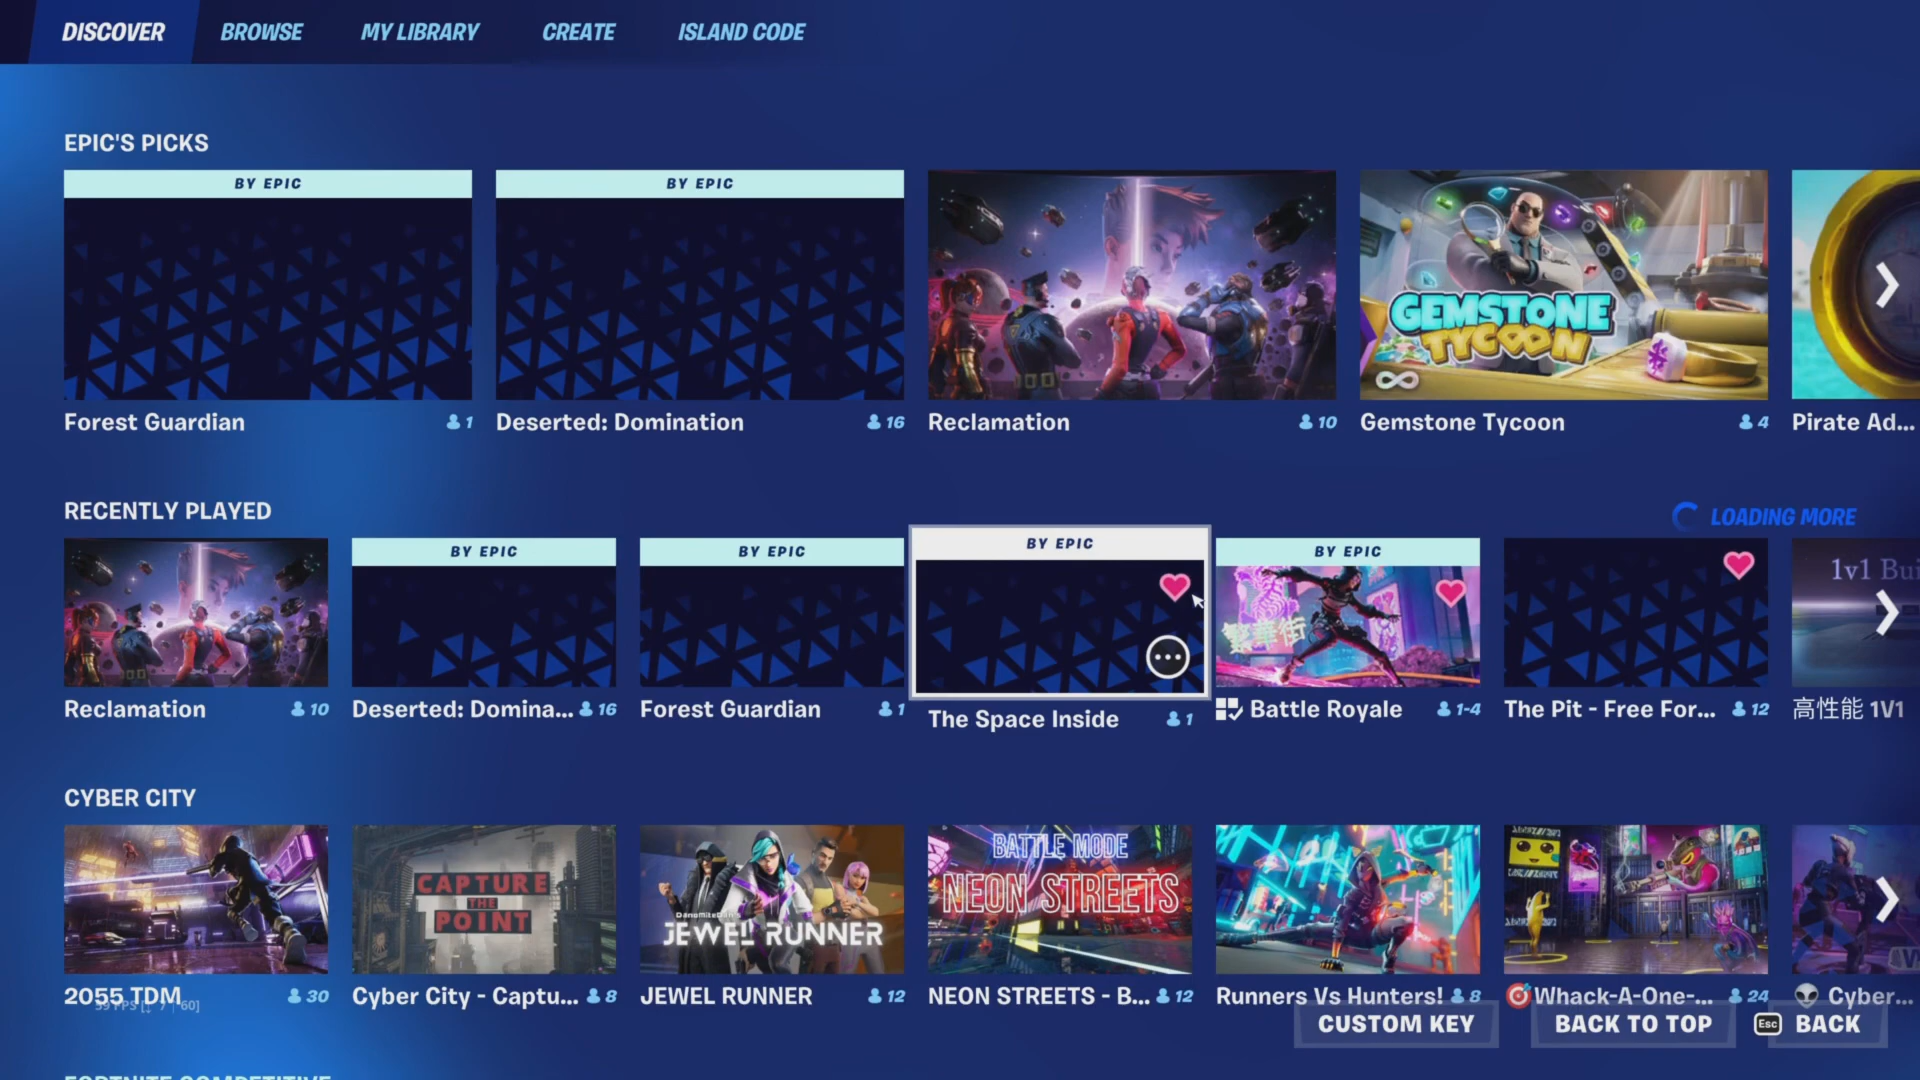 DISCOVER
BROWSE
MY LIBRARY
CREATE
ISLAND CODE
EPIC'S PICKS
BY EPIC
BY EPIC
GEMSTONE
TYCOON
Forest Guardian
1
Deserted: Domination
16
Reclamation
10
Gemstone Tycoon
4
Pirate Ad...
RECENTLY PLAYED
LOADING MORE
BY EPIC
BY EPIC
BY EPIC
BY EPIC
繁華街
1v1 Bui
Reclamation
10
Deserted: Domina...
16
Forest Guardian
1
The Space Inside
1
Battle Royale
1-4
The Pit - Free For...
12
高性能 1V1
CYBER CITY
CAPTURE
THE
POINT
JEWEL RUNNER
BATTLE MODE
NEON STREETS
2055 TDM
30
Cyber City - Captu...
8
JEWEL RUNNER
12
NEON STREETS - B...
12
Runners Vs Hunters!
8
Whack-A-One-...
24
Cyber...
CUSTOM KEY
BACK TO TOP
Esc
BACK
FORTNITE COMPETITIVE